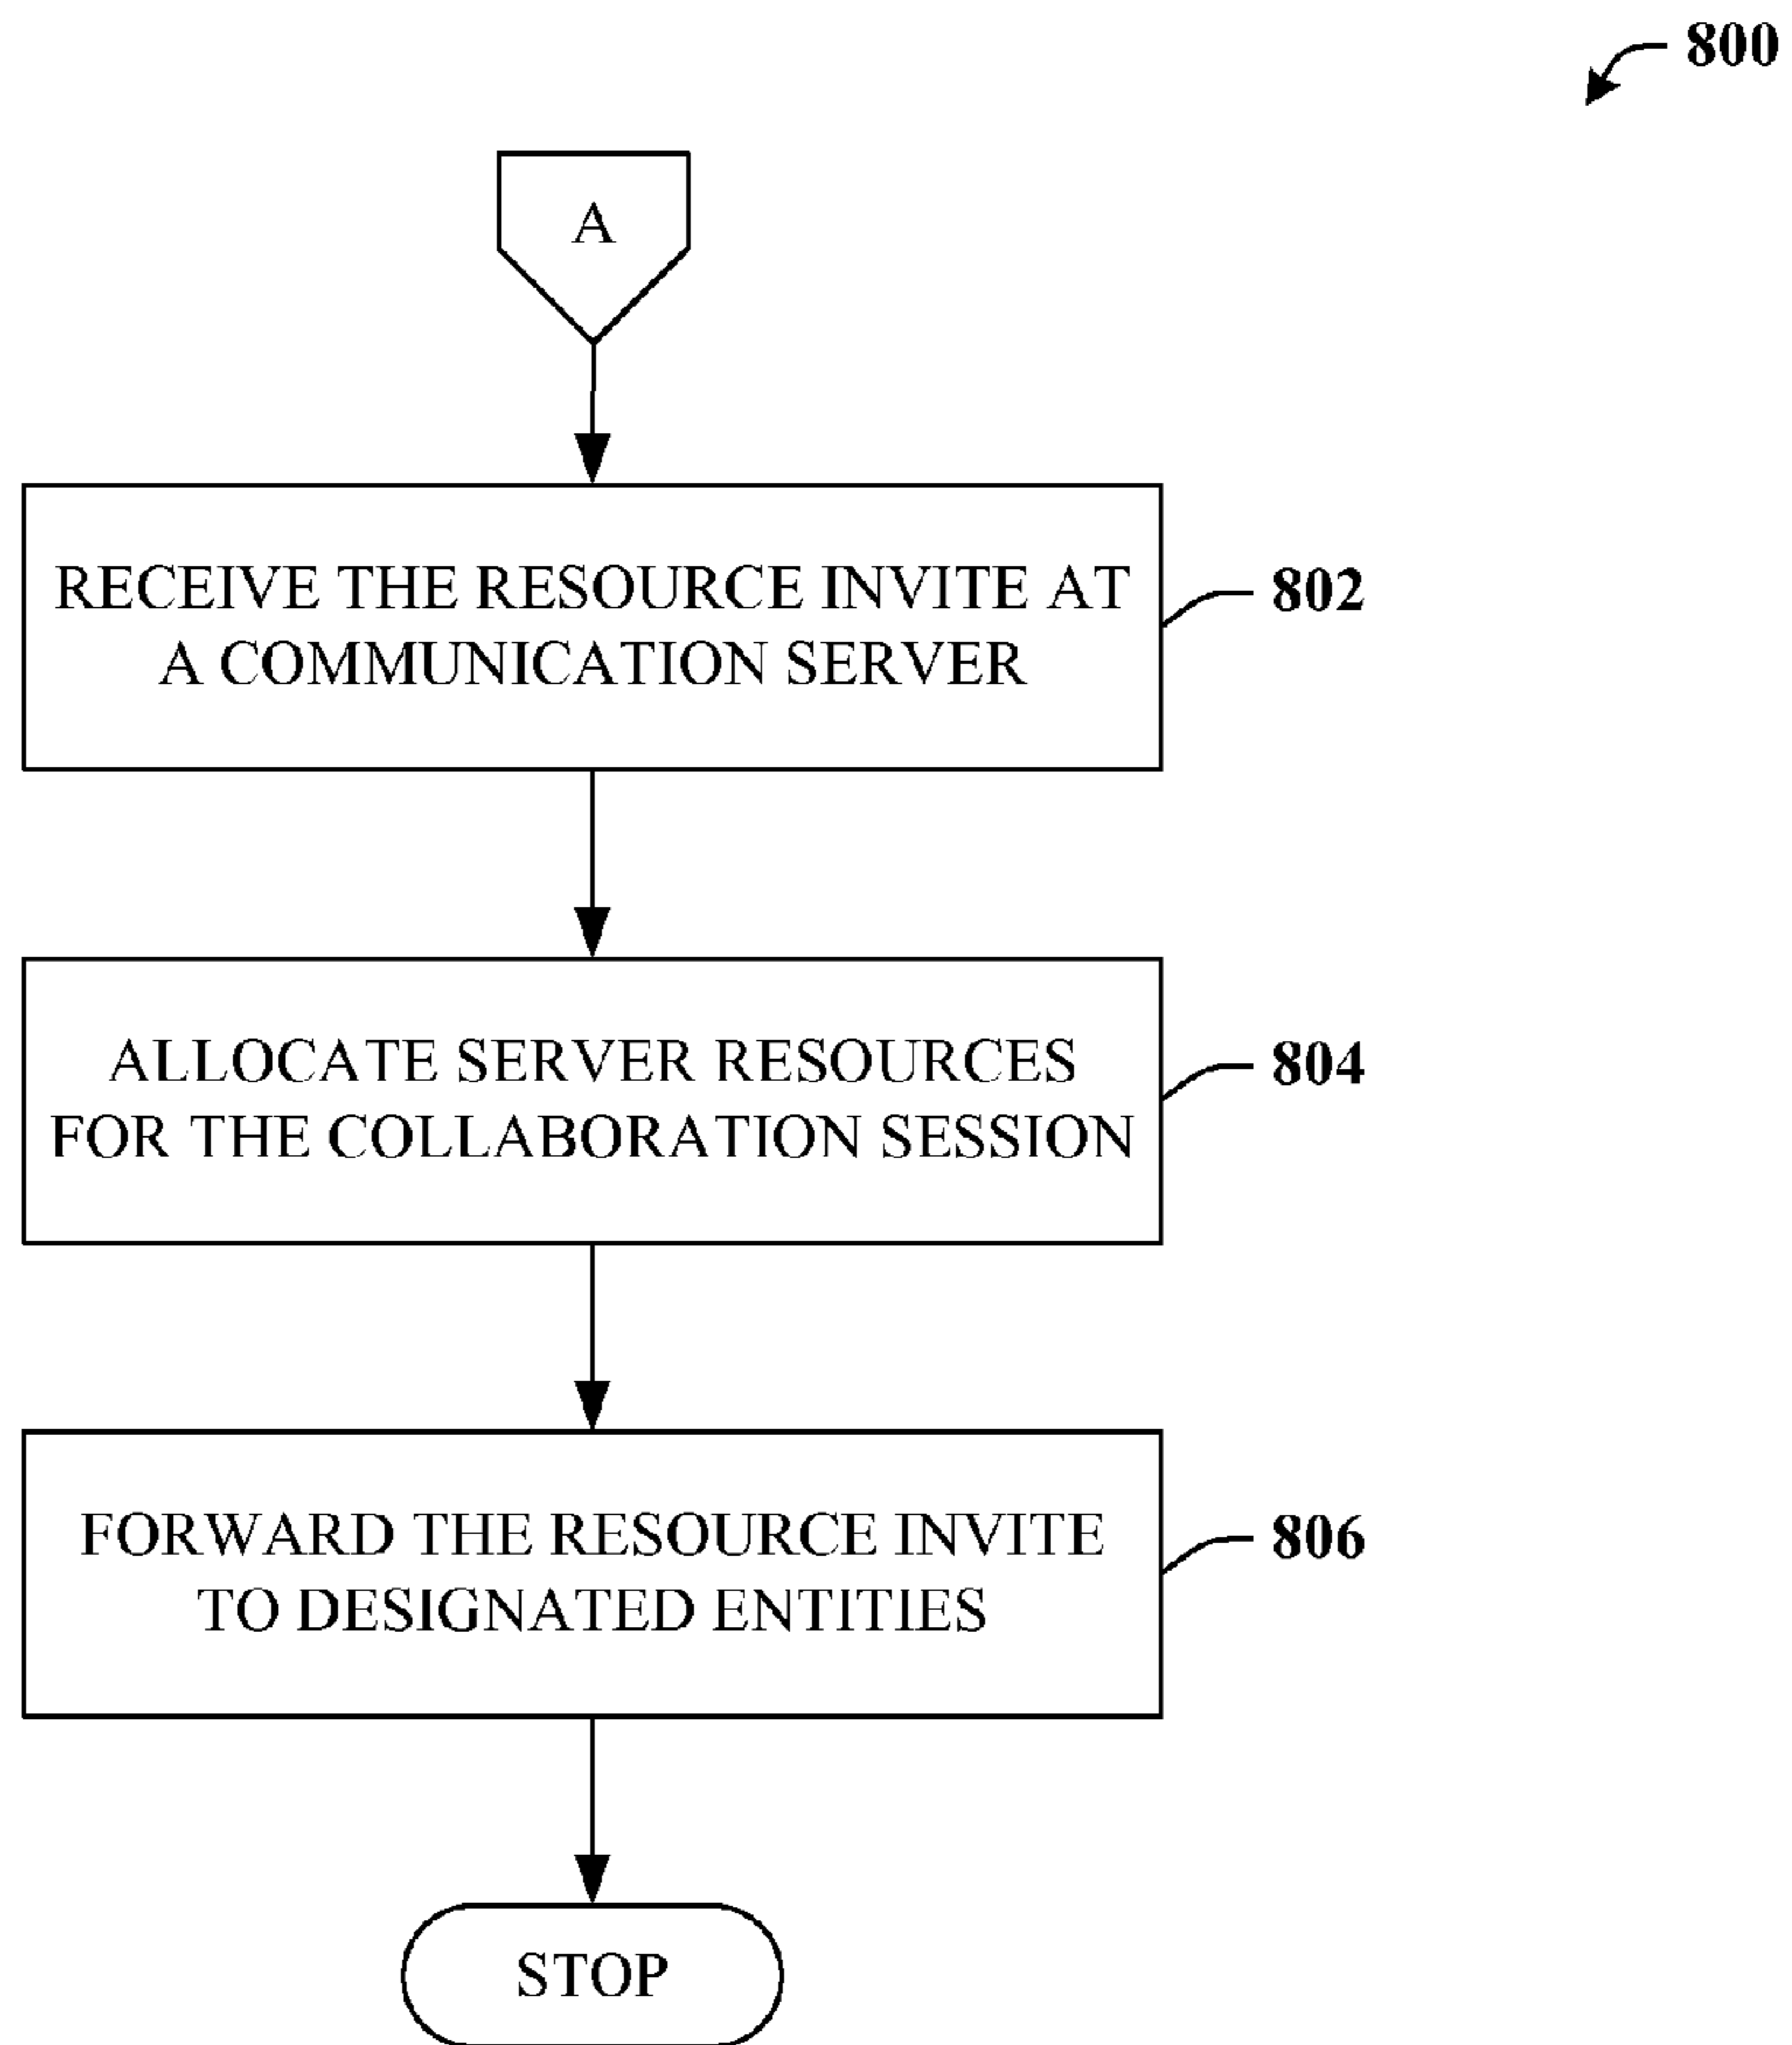 800
A
RECEIVE THE RESOURCE INVITE AT
A COMMUNICATION SERVER
802
ALLOCATE SERVER RESOURCES
FOR THE COLLABORATION SESSION
804
FORWARD THE RESOURCE INVITE
TO DESIGNATED ENTITIES
806
STOP